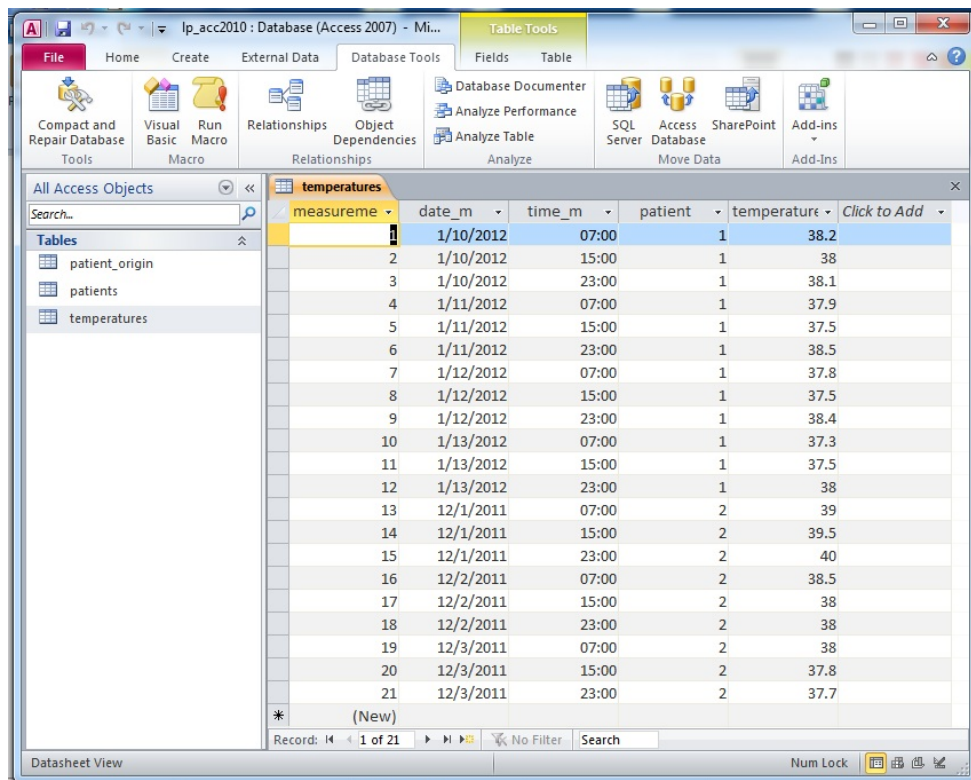 lp_acc2010 : Database (Access 2007) - Mi...
Table Tools
File Home Create External Data Database Tools Fields Table
Compact and Repair Database
Visual Basic
Run Macro
Relationships
Object Dependencies
Database Documenter
Analyze Performance
Analyze Table
SQL Server
Access Database
SharePoint
Add-ins
Tools Macro Relationships Analyze Move Data Add-Ins
All Access Objects
Search...
Tables
patient_origin
patients
temperatures
temperatures
measureme date_m time_m patient temperature Click to Add
1 1/10/2012 07:00 1 38.2
2 1/10/2012 15:00 1 38
3 1/10/2012 23:00 1 38.1
4 1/11/2012 07:00 1 37.9
5 1/11/2012 15:00 1 37.5
6 1/11/2012 23:00 1 38.5
7 1/12/2012 07:00 1 37.8
8 1/12/2012 15:00 1 37.5
9 1/12/2012 23:00 1 38.4
10 1/13/2012 07:00 1 37.3
11 1/13/2012 15:00 1 37.5
12 1/13/2012 23:00 1 38
13 12/1/2011 07:00 2 39
14 12/1/2011 15:00 2 39.5
15 12/1/2011 23:00 2 40
16 12/2/2011 07:00 2 38.5
17 12/2/2011 15:00 2 38
18 12/2/2011 23:00 2 38
19 12/3/2011 07:00 2 38
20 12/3/2011 15:00 2 37.8
21 12/3/2011 23:00 2 37.7
(New)
Record: 1 of 21 No Filter Search
Datasheet View Num Lock